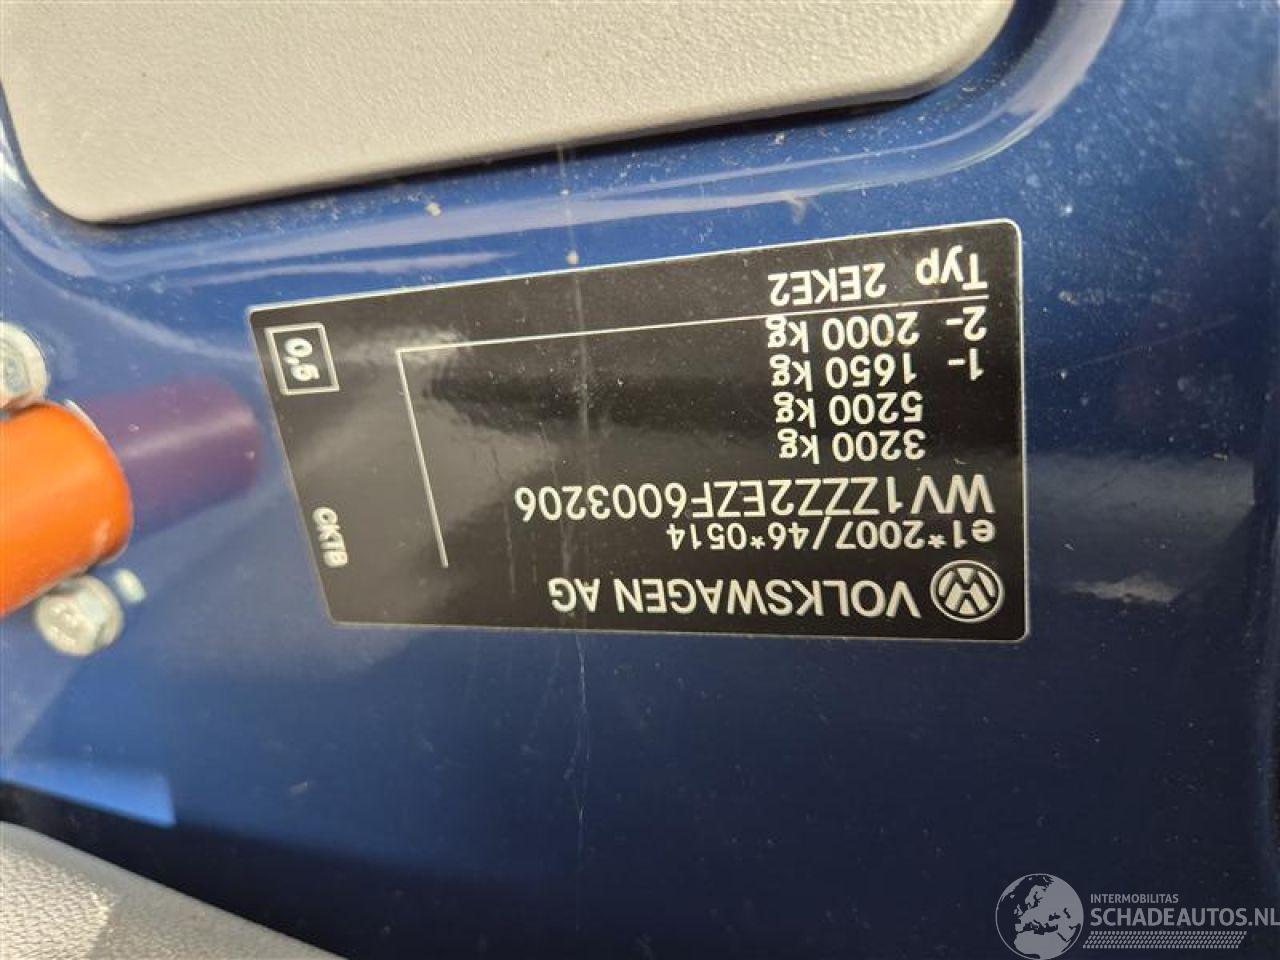 VOLKSWAGEN AG
e1*2007/46*0514
WV1ZZZ2EZF6003206
3200 kg
5200 kg
1- 1650 kg
2- 2000 kg
Typ 2EKE2
CKTB
0,5
INTERMOBILITAS
SCHADEAUTOS.NL